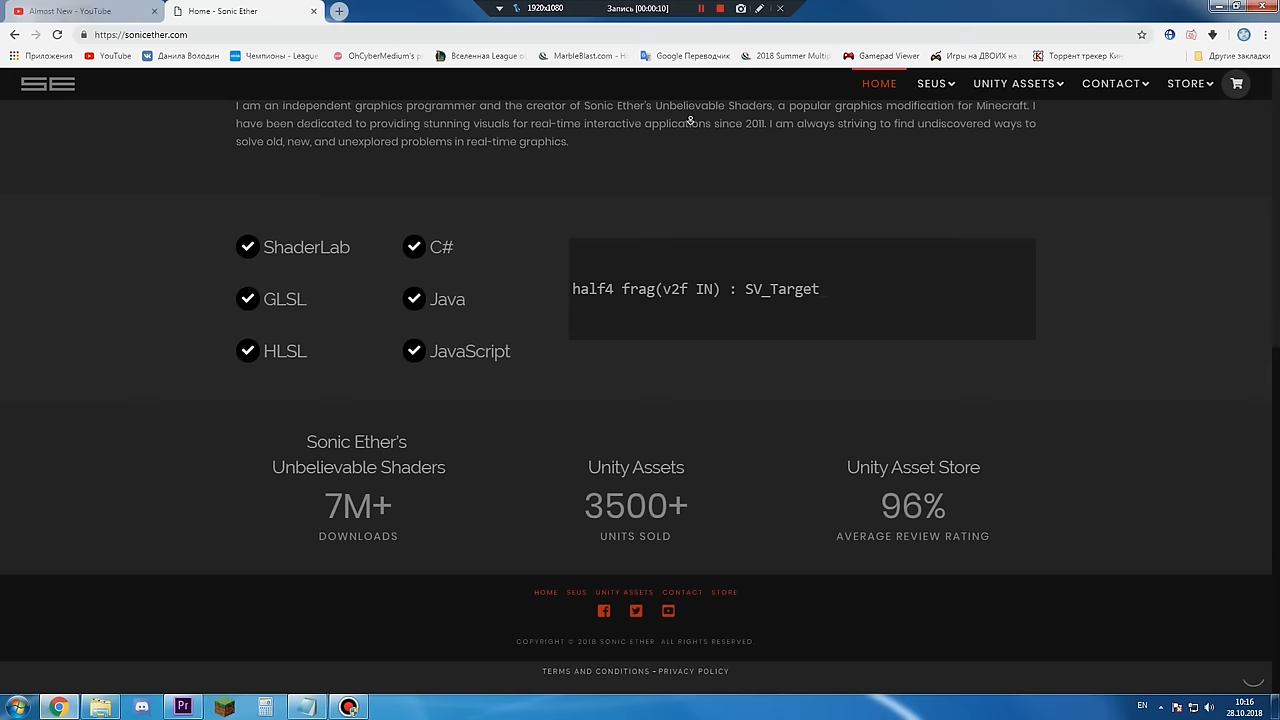 Almost New - YouTube
Home - Sonic Ether
1920x1080
Запись [00:00:10]
https://sonicether.com
Приложения
YouTube
Данила Володин
Чемпионы - League
OhCyberMedium's p
Вселенная League o
MarbleBlast.com - H
Google Переводчик
2018 Summer Multip
Gamepad Viewer
Игры на ДВОИХ на
Торрент трекер Ки
Другие закладки
SE
HOME
SEUS
UNITY ASSETS
CONTACT
STORE
I am an independent graphics programmer and the creator of Sonic Ether's Unbelievable Shaders, a popular graphics modification for Minecraft. I
have been dedicated to providing stunning visuals for real-time interactive applications since 2011. I am always striving to find undiscovered ways to
solve old, new, and unexplored problems in real-time graphics.
ShaderLab
C#
GLSL
Java
HLSL
JavaScript
half4 frag(v2f IN) : SV_Target
Sonic Ether's
Unbelievable Shaders
7M+
DOWNLOADS
Unity Assets
3500+
UNITS SOLD
Unity Asset Store
96%
AVERAGE REVIEW RATING
HOME SEUS UNITY ASSETS CONTACT STORE
COPYRIGHT © 2018 SONIC ETHER. ALL RIGHTS RESERVED.
TERMS AND CONDITIONS – PRIVACY POLICY
Pr
EN
10:16
28.10.2018